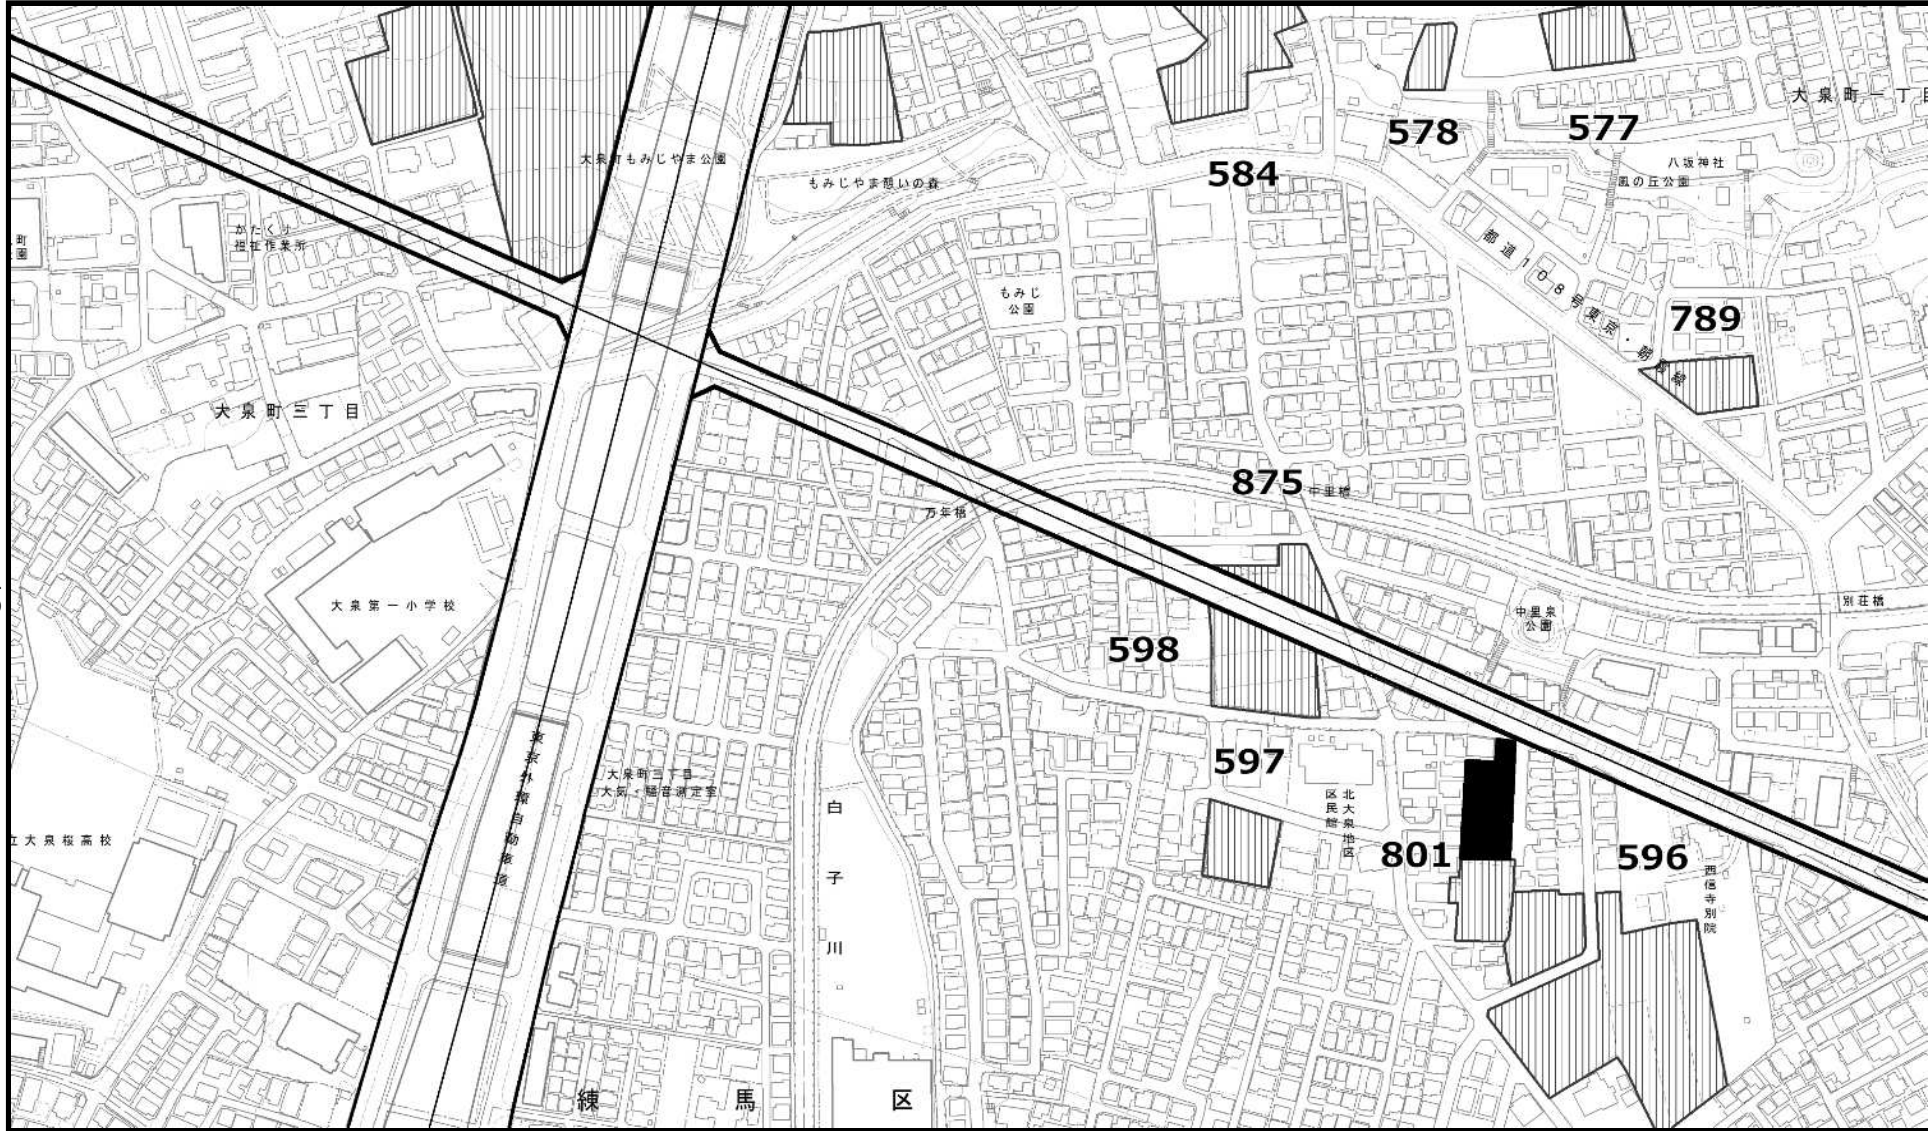 大泉町一丁目
578
577
大泉町もみじやま公園
八坂神社
584
もみじやま憩いの森
風の丘公園
かたくり
福祉作業所
町
園
都道108号東京・朝霞線
もみじ
公園
789
大泉町三丁目
875
中里橋
万年橋
大泉第一小学校
別荘橋
中里泉
公園
598
東京外環自動車道
597
大泉町三丁目
大気・騒音測定室
白子川
北大泉地区
区民館
立大泉桜高校
801
596
西信寺別院
練馬区